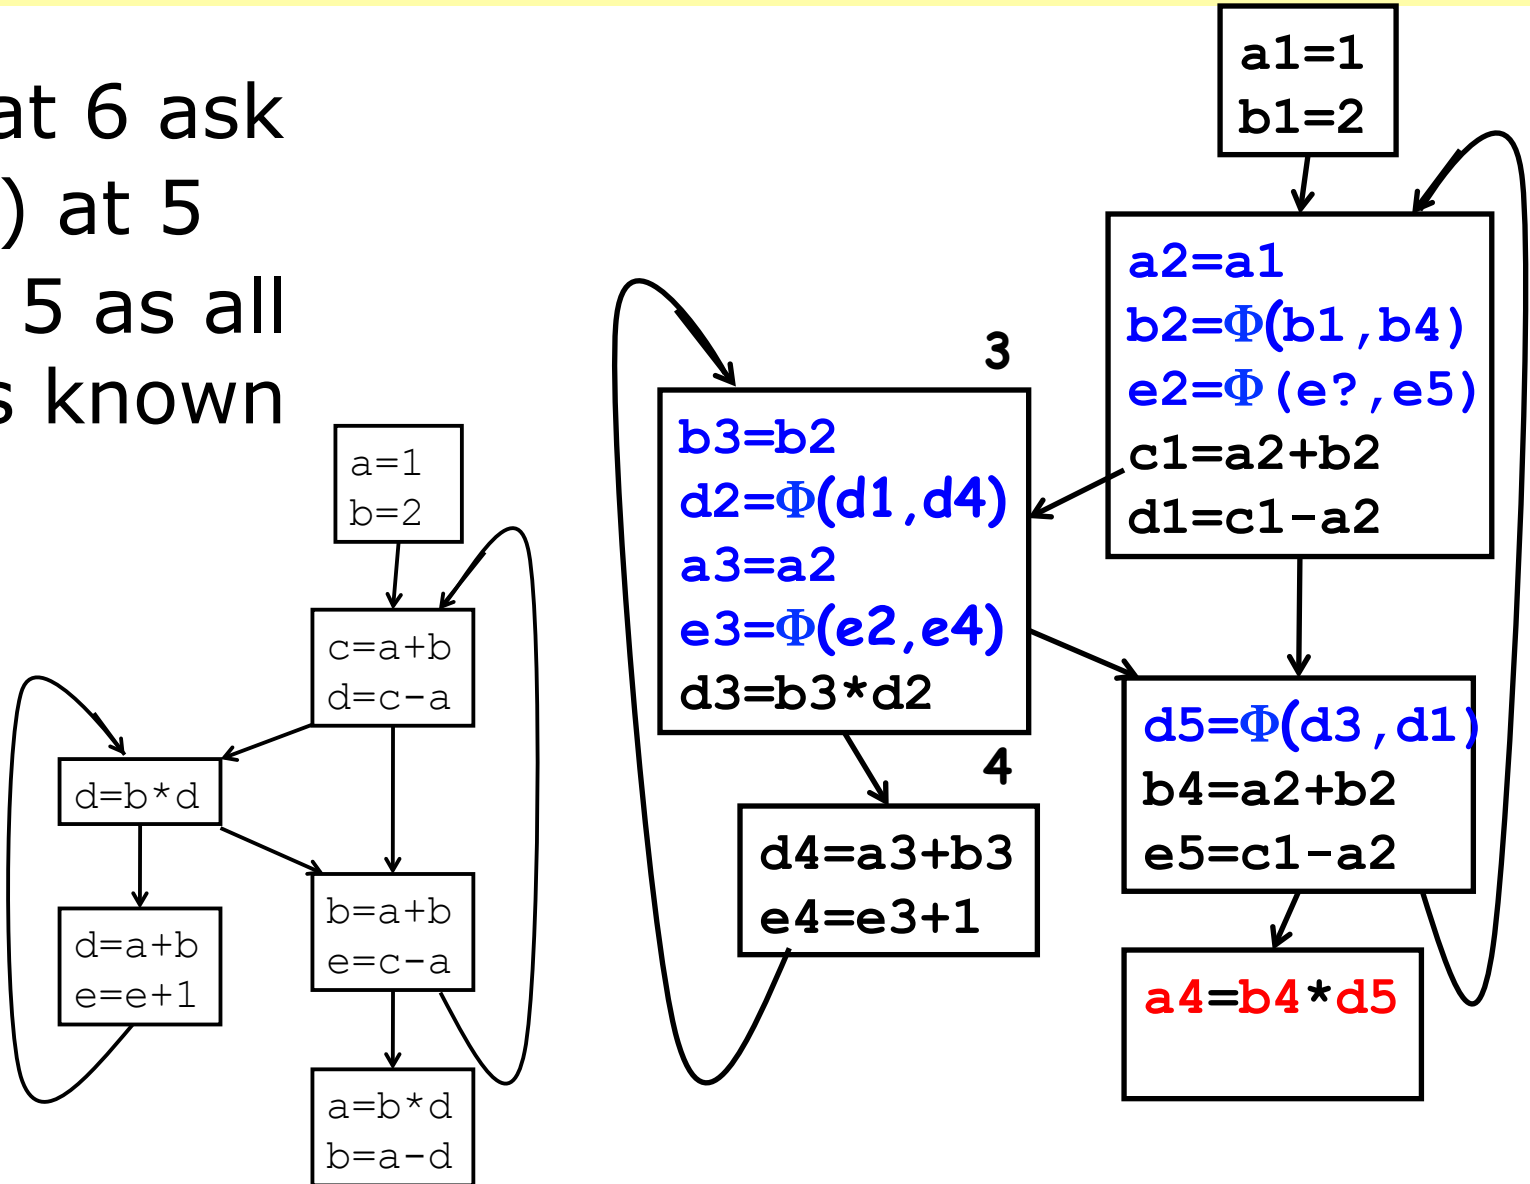 at 6 ask
) at 5
5 as all
s known
a=1
b=2
c=a+b
d=c-a
d=b*d
d=a+b
e=e+1
b=a+b
e=c-a
a=b*d
b=a-d
a1=1
b1=2
a2=a1
b2=Φ(b1,b4)
e2=Φ(e?,e5)
c1=a2+b2
d1=c1-a2
3
b3=b2
d2=Φ(d1,d4)
a3=a2
e3=Φ(e2,e4)
d3=b3*d2
4
d4=a3+b3
e4=e3+1
d5=Φ(d3,d1)
b4=a2+b2
e5=c1-a2
a4=b4*d5